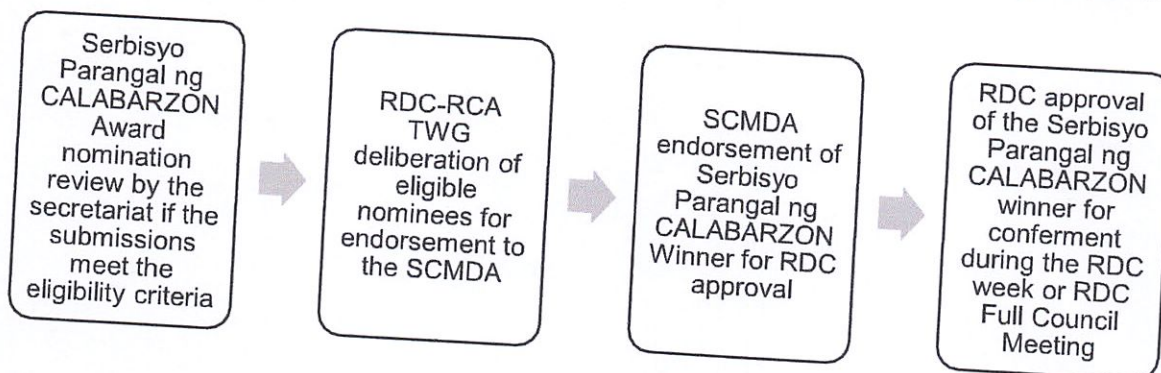 Serbisyo
Parangal ng
CALABARZON
Award
nomination
review by the
secretariat if the
submissions
meet the
eligibility criteria
RDC-RCA
TWG
deliberation of
eligible
nominees for
endorsement to
the SCMDA
SCMDA
endorsement of
Serbisyo
Parangal ng
CALABARZON
Winner for RDC
approval
RDC approval
of the Serbisyo
Parangal ng
CALABARZON
winner for
conferment
during the RDC
week or RDC
Full Council
Meeting